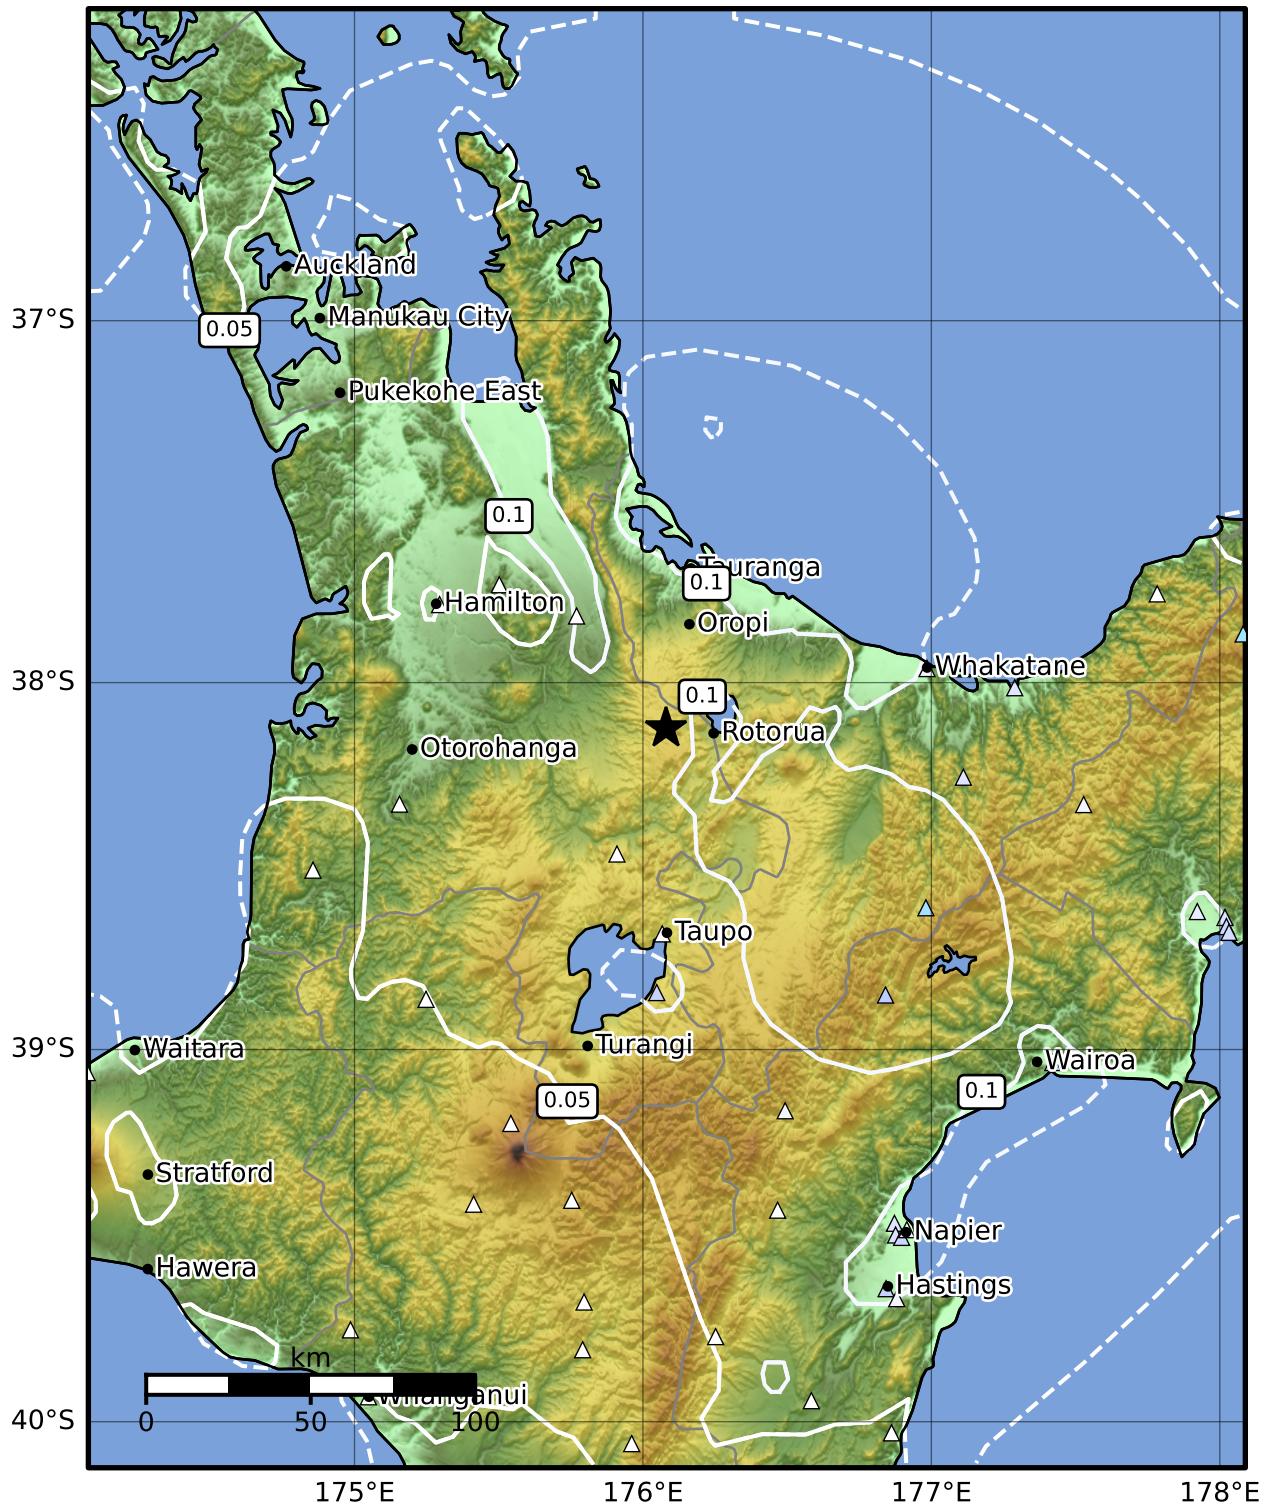 Auckland
Manukau City
37°S
0.05
Pukekohe East
0.1
Tauranga
0.1
Hamilton
Oropi
Whakatane
38°S
0.1
Rotorua
Otorohanga
Taupo
Turangi
39°S
Waitara
Wairoa
0.1
0.05
Stratford
Napier
Hawera
Hastings
km
Whanganui
0 50 100
40°S
175°E 176°E 177°E 178°E